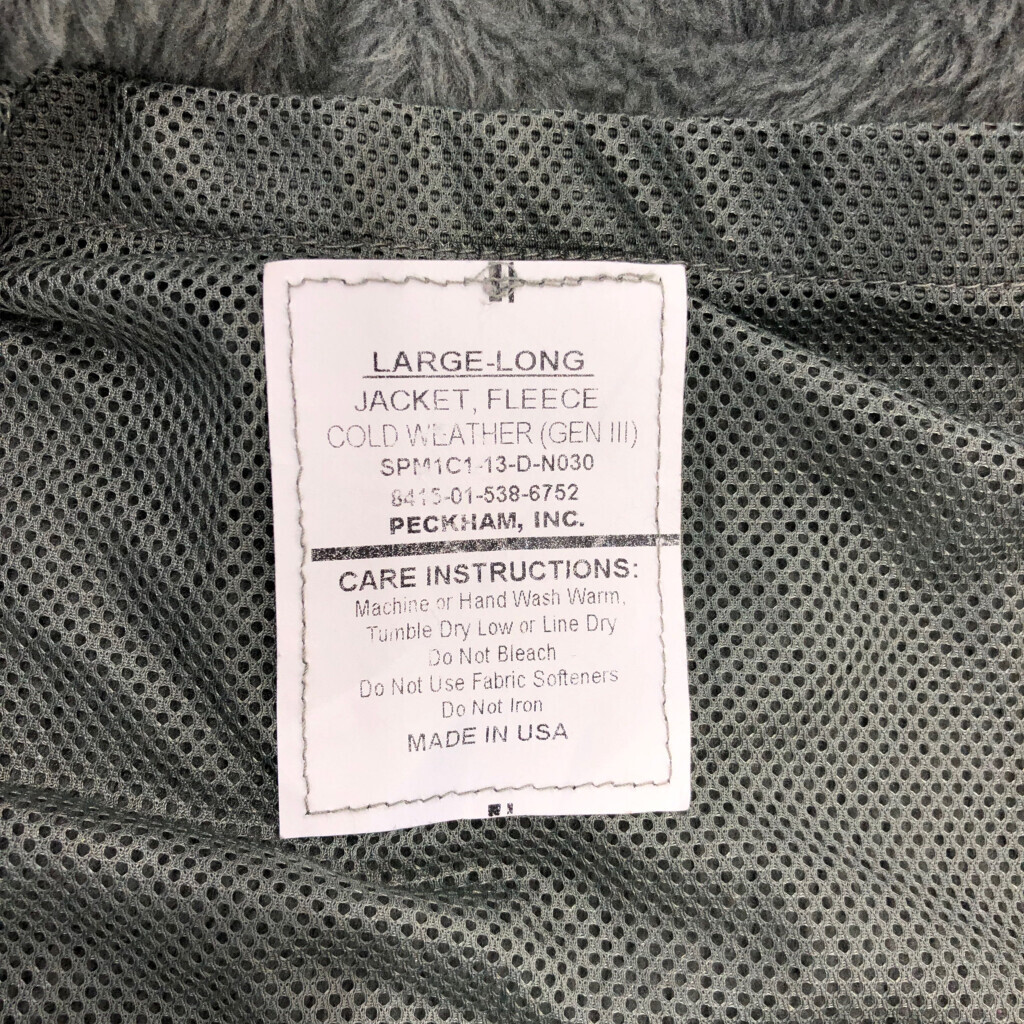 LARGE-LONG
JACKET, FLEECE
COLD WEATHER (GEN III)
SPM1C1-13-D-N030
8415-01-538-6752
PECKHAM, INC.
CARE INSTRUCTIONS:
Machine or Hand Wash Warm,
Tumble Dry Low or Line Dry
Do Not Bleach
Do Not Use Fabric Softeners
Do Not Iron
MADE IN USA